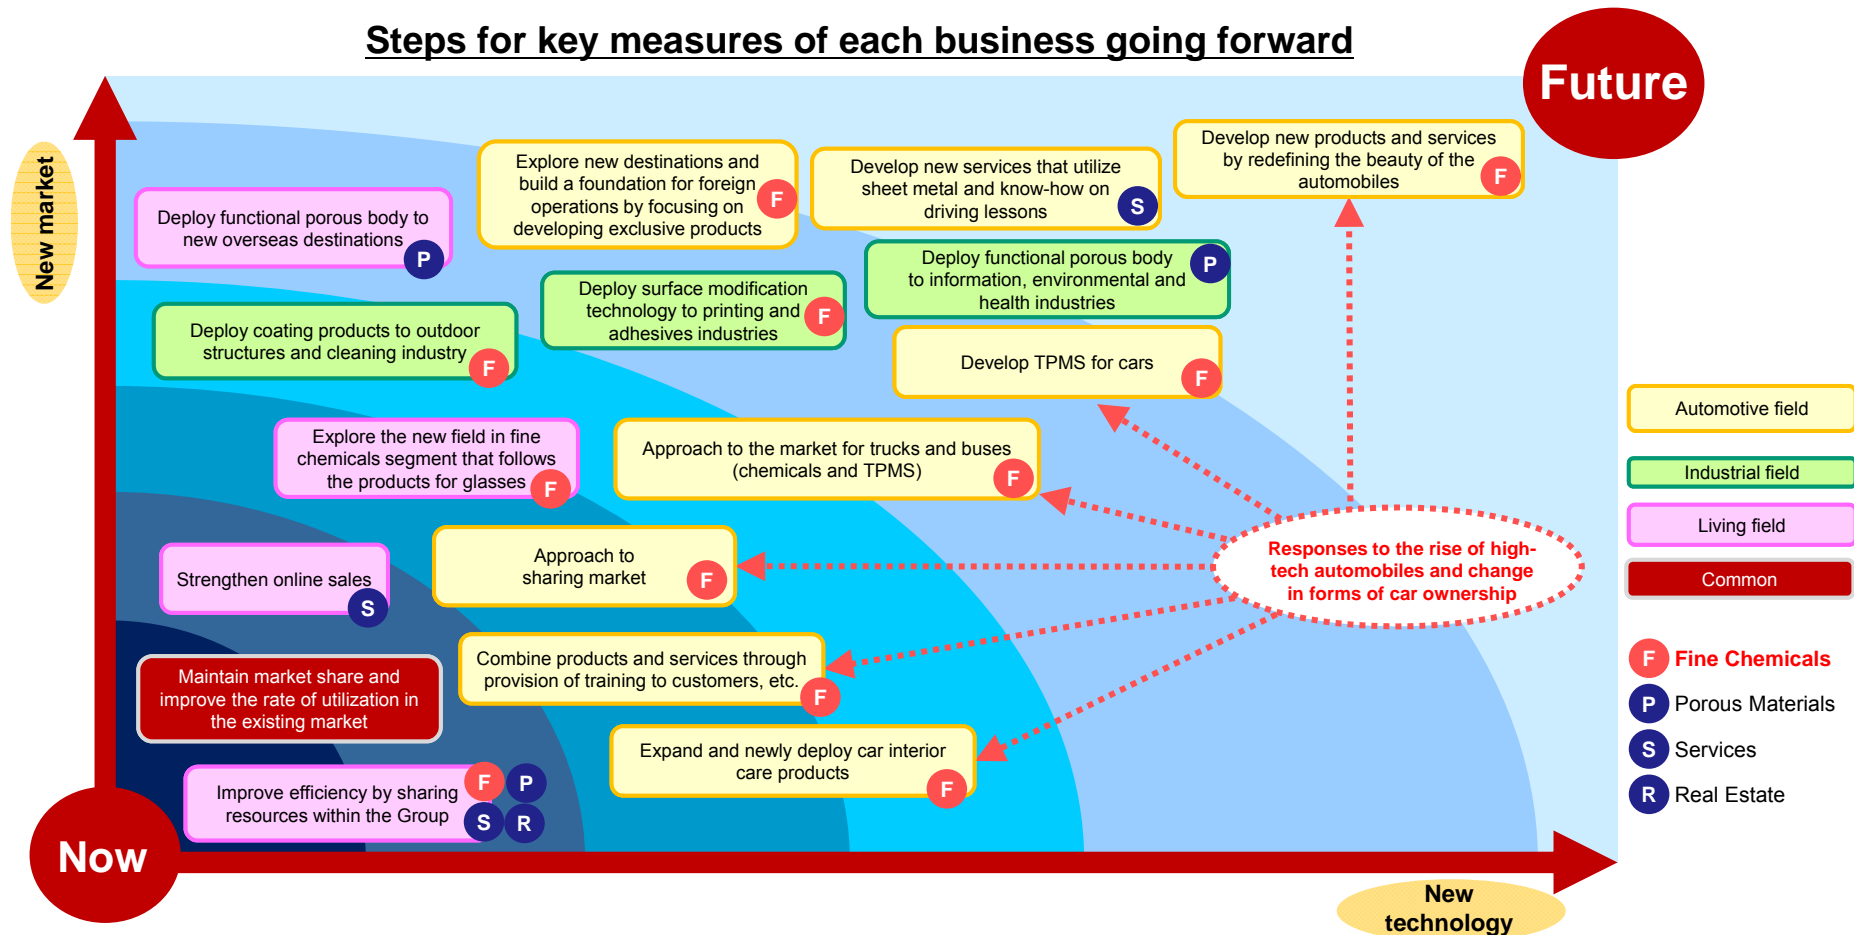 Steps for key measures of each business going forward
Future
New market
Explore new destinations and
build a foundation for foreign
operations by focusing on
developing exclusive products
F
Develop new services that utilize
sheet metal and know-how on
driving lessons
S
Develop new products and services
by redefining the beauty of the
automobiles
F
Deploy functional porous body to
new overseas destinations
P
Deploy functional porous body
to information, environmental and
health industries
P
Deploy surface modification
technology to printing and
adhesives industries
F
Deploy coating products to outdoor
structures and cleaning industry
F
Develop TPMS for cars
F
Explore the new field in fine
chemicals segment that follows
the products for glasses
F
Approach to the market for trucks and buses
(chemicals and TPMS)
F
Approach to
sharing market
F
Responses to the rise of high-
tech automobiles and change
in forms of car ownership
Strengthen online sales
S
Maintain market share and
improve the rate of utilization in
the existing market
Combine products and services through
provision of training to customers, etc.
F
Expand and newly deploy car interior
care products
F
Improve efficiency by sharing
resources within the Group
F
P
S
R
Now
New
technology
Automotive field
Industrial field
Living field
Common
F Fine Chemicals
P Porous Materials
S Services
R Real Estate